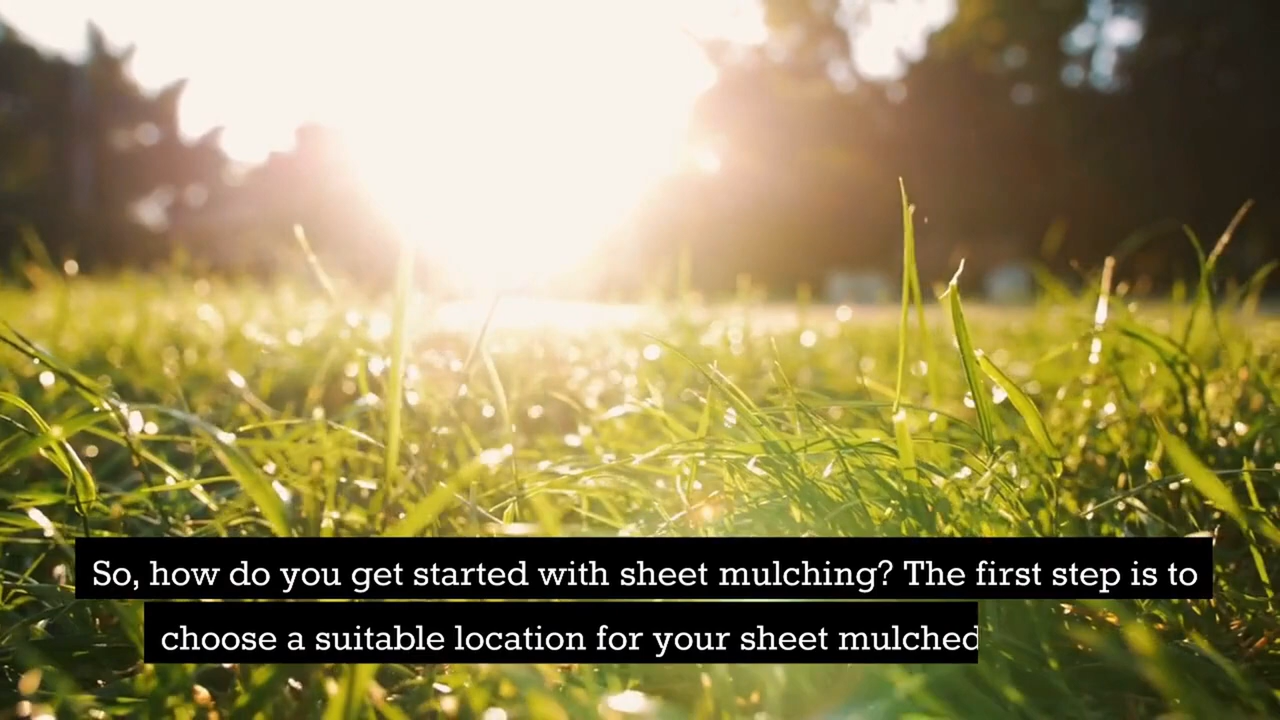 So, how do you get started with sheet mulching? The first step is to
choose a suitable location for your sheet mulched